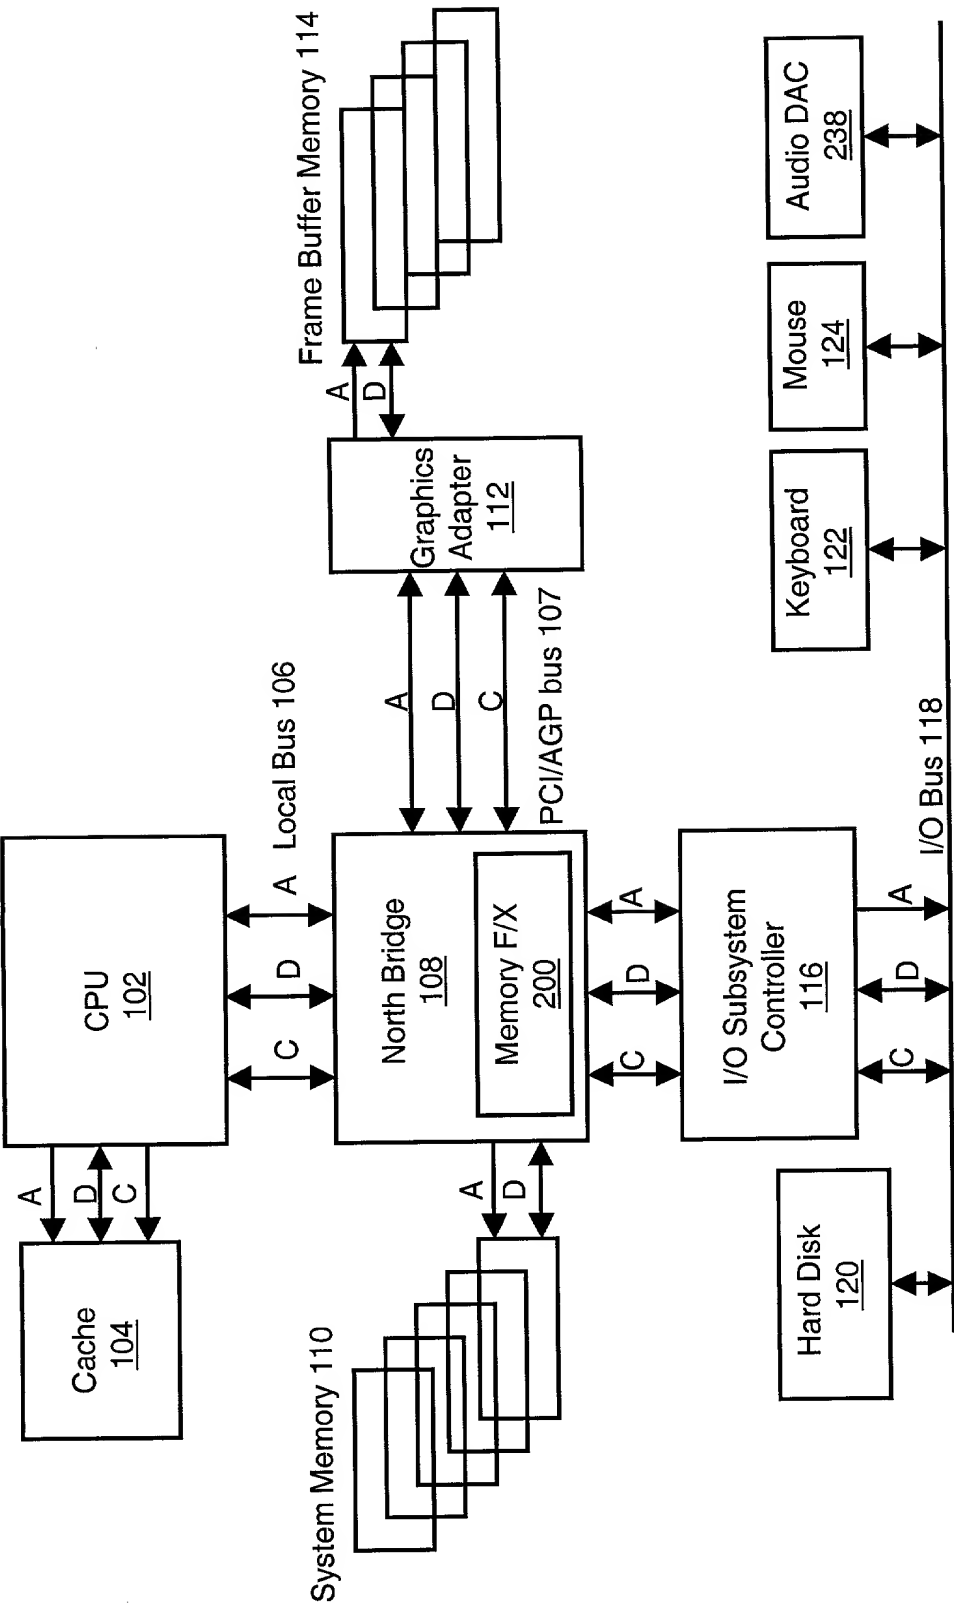 CPU
102
Cache
104
A
D
C
C
D
A
Local Bus 106
System Memory 110
A
D
North Bridge
108
Memory F/X
200
A
D
C
PCI/AGP bus 107
Graphics
Adapter
112
A
D
Frame Buffer Memory 114
C
D
A
I/O Subsystem
Controller
116
C
D
A
I/O Bus 118
Hard Disk
120
Keyboard
122
Mouse
124
Audio DAC
238